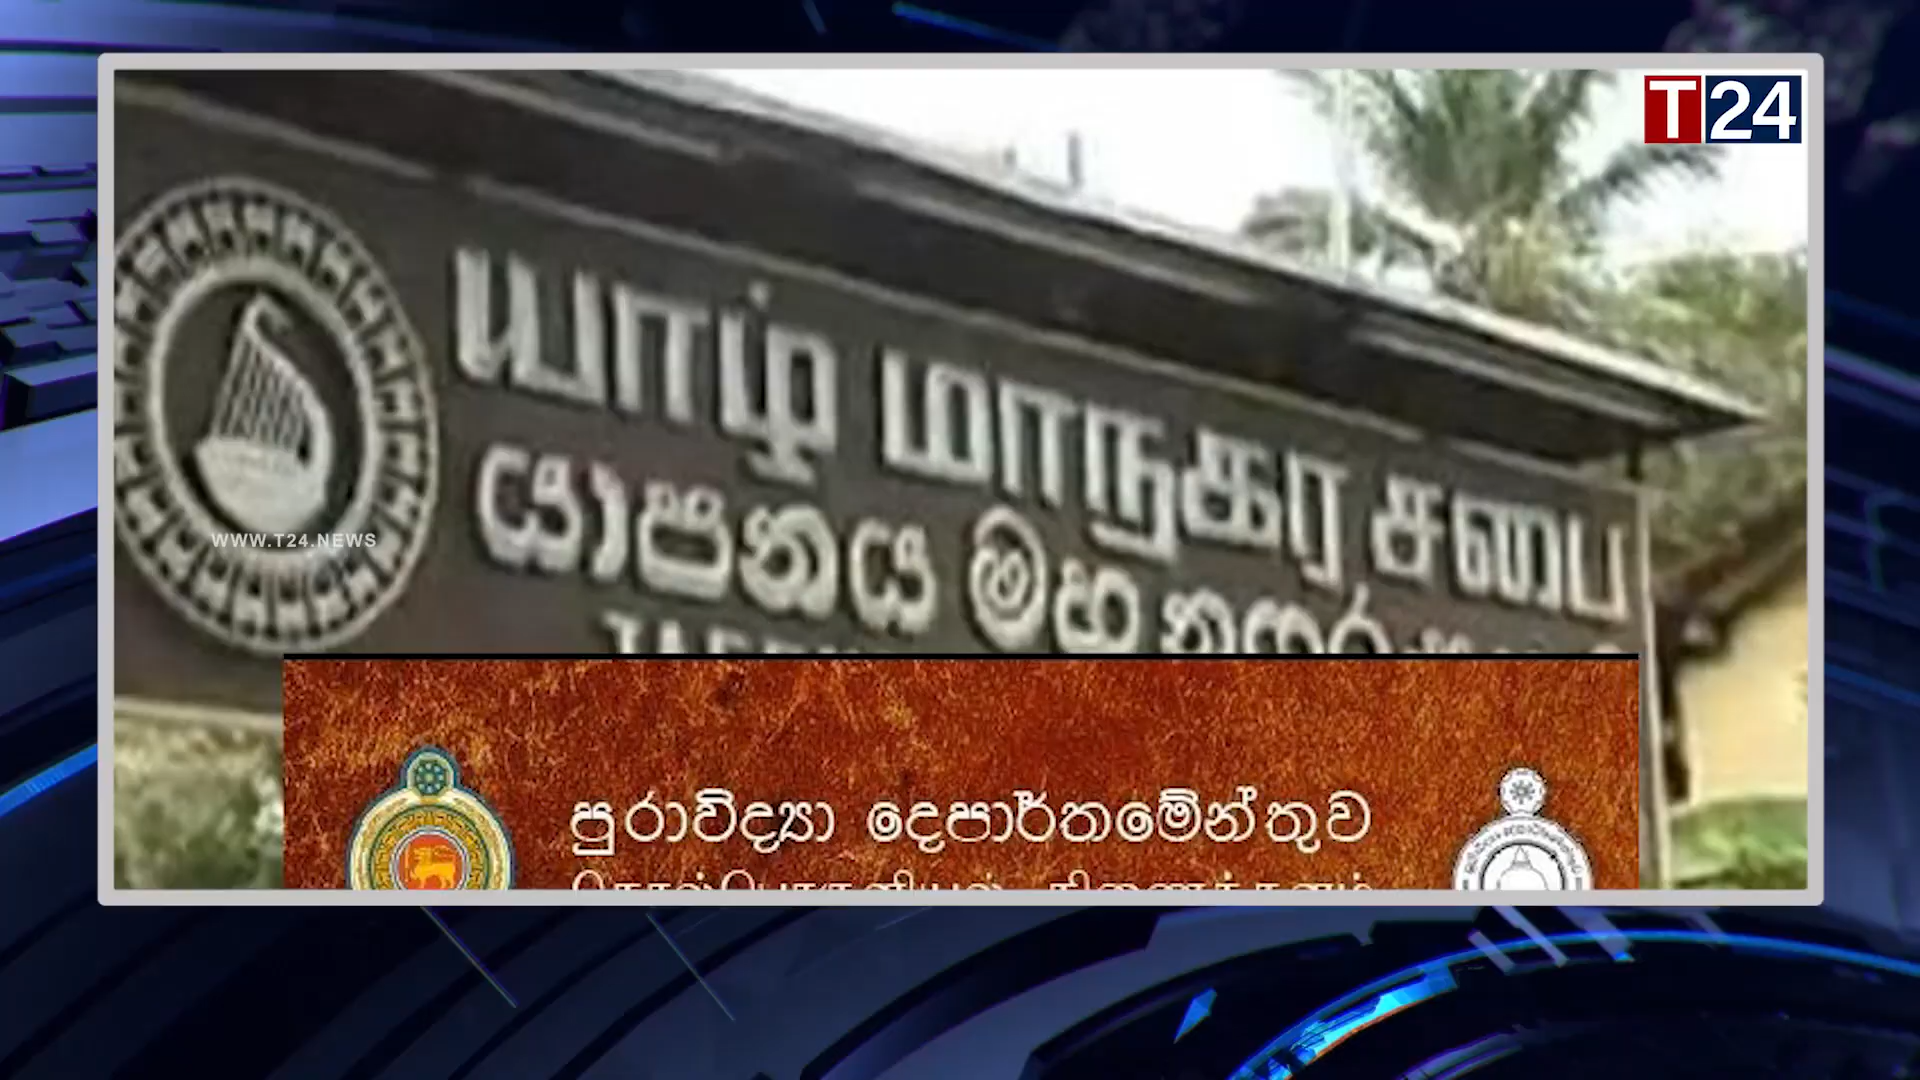 T24
யாழ் மாநகர சபை
යාපනය මහ නගර
WWW.T24.NEWS
පුරාවිද්‍යා දෙපාර්තමේන්තුව